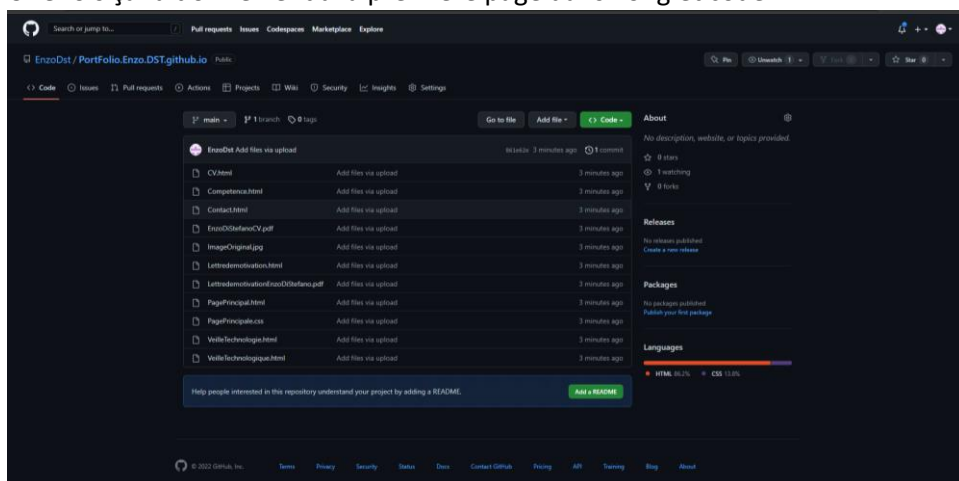 Search or jump to...
/
Pull requests Issues Codespaces Marketplace Explore
EnzoDst / PortFolio.Enzo.DST.github.io Public
Pin
Unwatch 1
Fork 0
Star 0
Code Issues Pull requests Actions Projects Wiki Security Insights Settings
main
1 branch
0 tags
Go to file
Add file
Code
EnzoDst Add files via upload
3 minutes ago
1 commit
CV.html Add files via upload 3 minutes ago
Competence.html Add files via upload 3 minutes ago
Contact.html Add files via upload 3 minutes ago
EnzoDiStefanoCV.pdf Add files via upload 3 minutes ago
ImageOriginal.jpg Add files via upload 3 minutes ago
Lettredemotivation.html Add files via upload 3 minutes ago
LettredemotivationEnzoDiStefano.pdf Add files via upload 3 minutes ago
PagePrincipal.html Add files via upload 3 minutes ago
PagePrincipale.css Add files via upload 3 minutes ago
VeilleTechnologie.html Add files via upload 3 minutes ago
VeilleTechnologique.html Add files via upload 3 minutes ago
Help people interested in this repository understand your project by adding a README.
Add a README
About
No description, website, or topics provided.
0 stars
1 watching
0 forks
Releases
No releases published
Create a new release
Packages
No packages published
Publish your first package
Languages
HTML 86.2% CSS 13.8%
© 2022 GitHub, Inc. Terms Privacy Security Status Docs Contact GitHub Pricing API Training Blog About